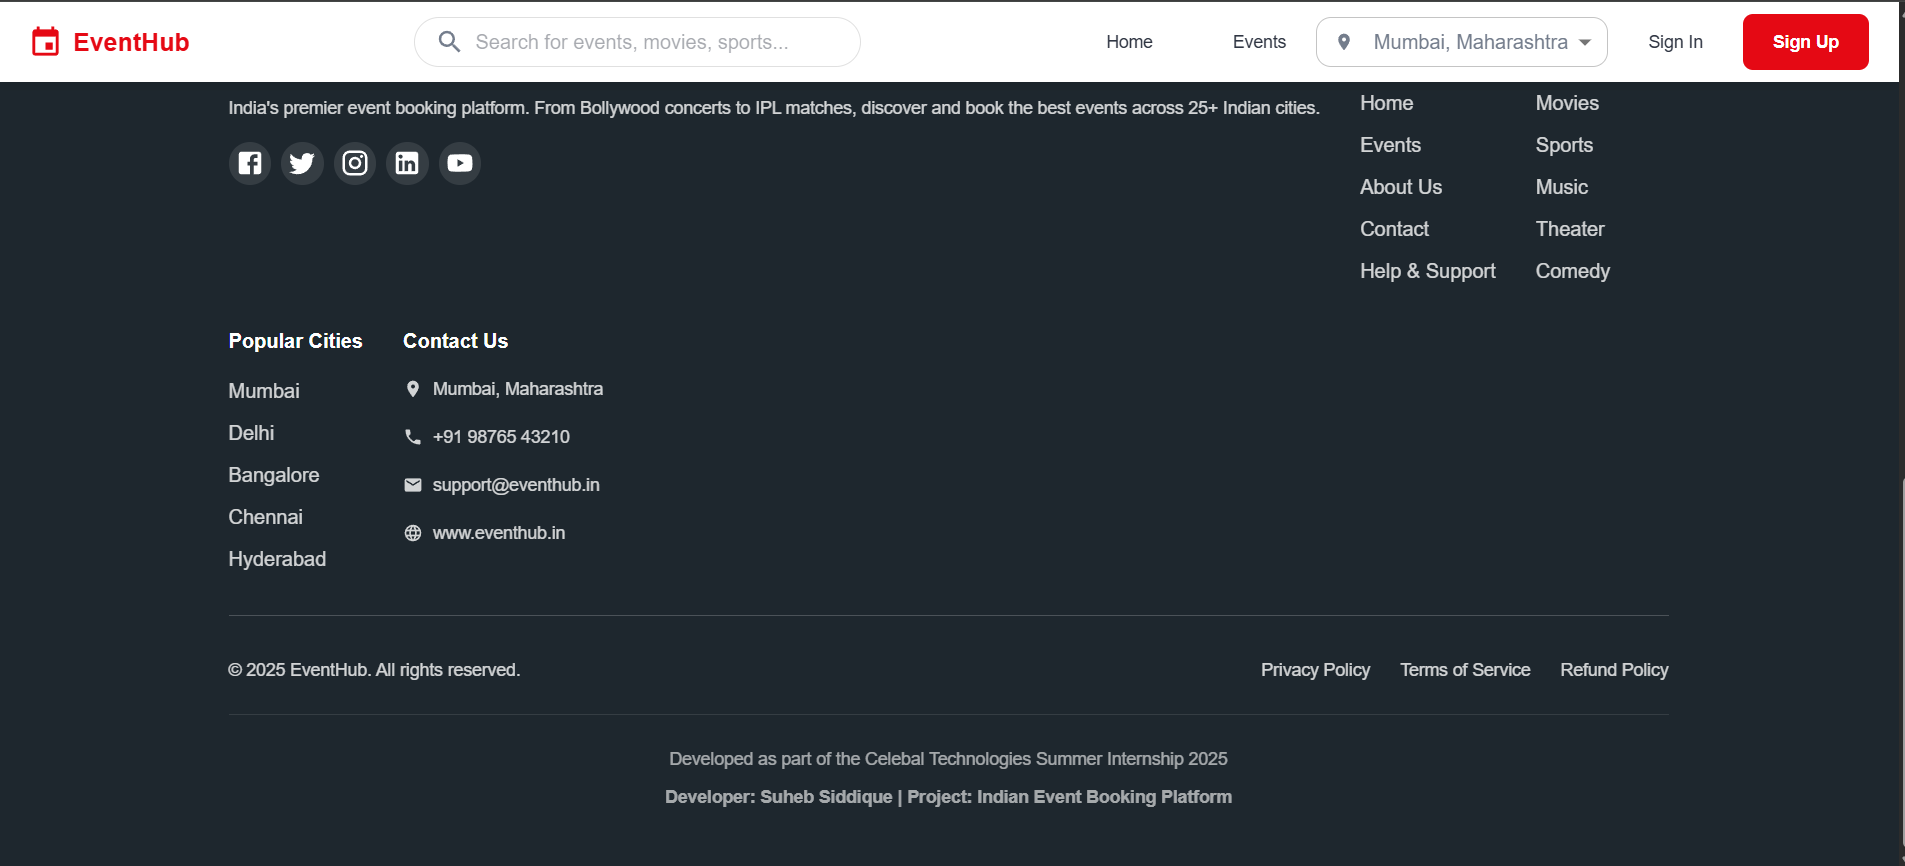 EventHub
Search for events, movies, sports...
Home
Events
Mumbai, Maharashtra
Sign In
Sign Up
India's premier event booking platform. From Bollywood concerts to IPL matches, discover and book the best events across 25+ Indian cities.
Home
Events
About Us
Contact
Help & Support
Movies
Sports
Music
Theater
Comedy
Popular Cities
Mumbai
Delhi
Bangalore
Chennai
Hyderabad
Contact Us
Mumbai, Maharashtra
+91 98765 43210
support@eventhub.in
www.eventhub.in
© 2025 EventHub. All rights reserved.
Privacy Policy
Terms of Service
Refund Policy
Developed as part of the Celebal Technologies Summer Internship 2025
Developer: Suheb Siddique | Project: Indian Event Booking Platform